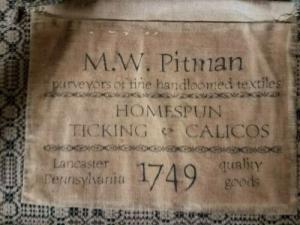 M.W. Pitman
purveyors of fine handloomed textiles
HOMESPUN
TICKING & CALICOS
Lancaster
Pennsylvania
1749
quality
goods